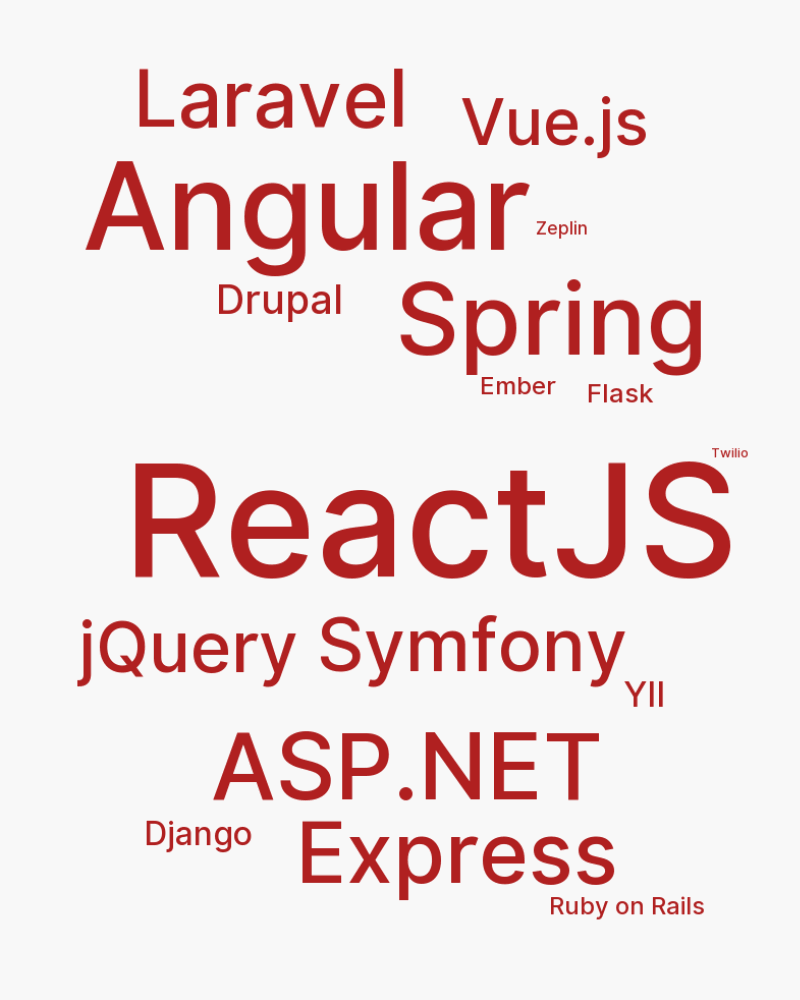 Laravel
Vue.js
Angular
Zeplin
Drupal
Spring
Ember
Flask
Twilio
ReactJS
jQuery
Symfony
YII
ASP.NET
Django
Express
Ruby on Rails